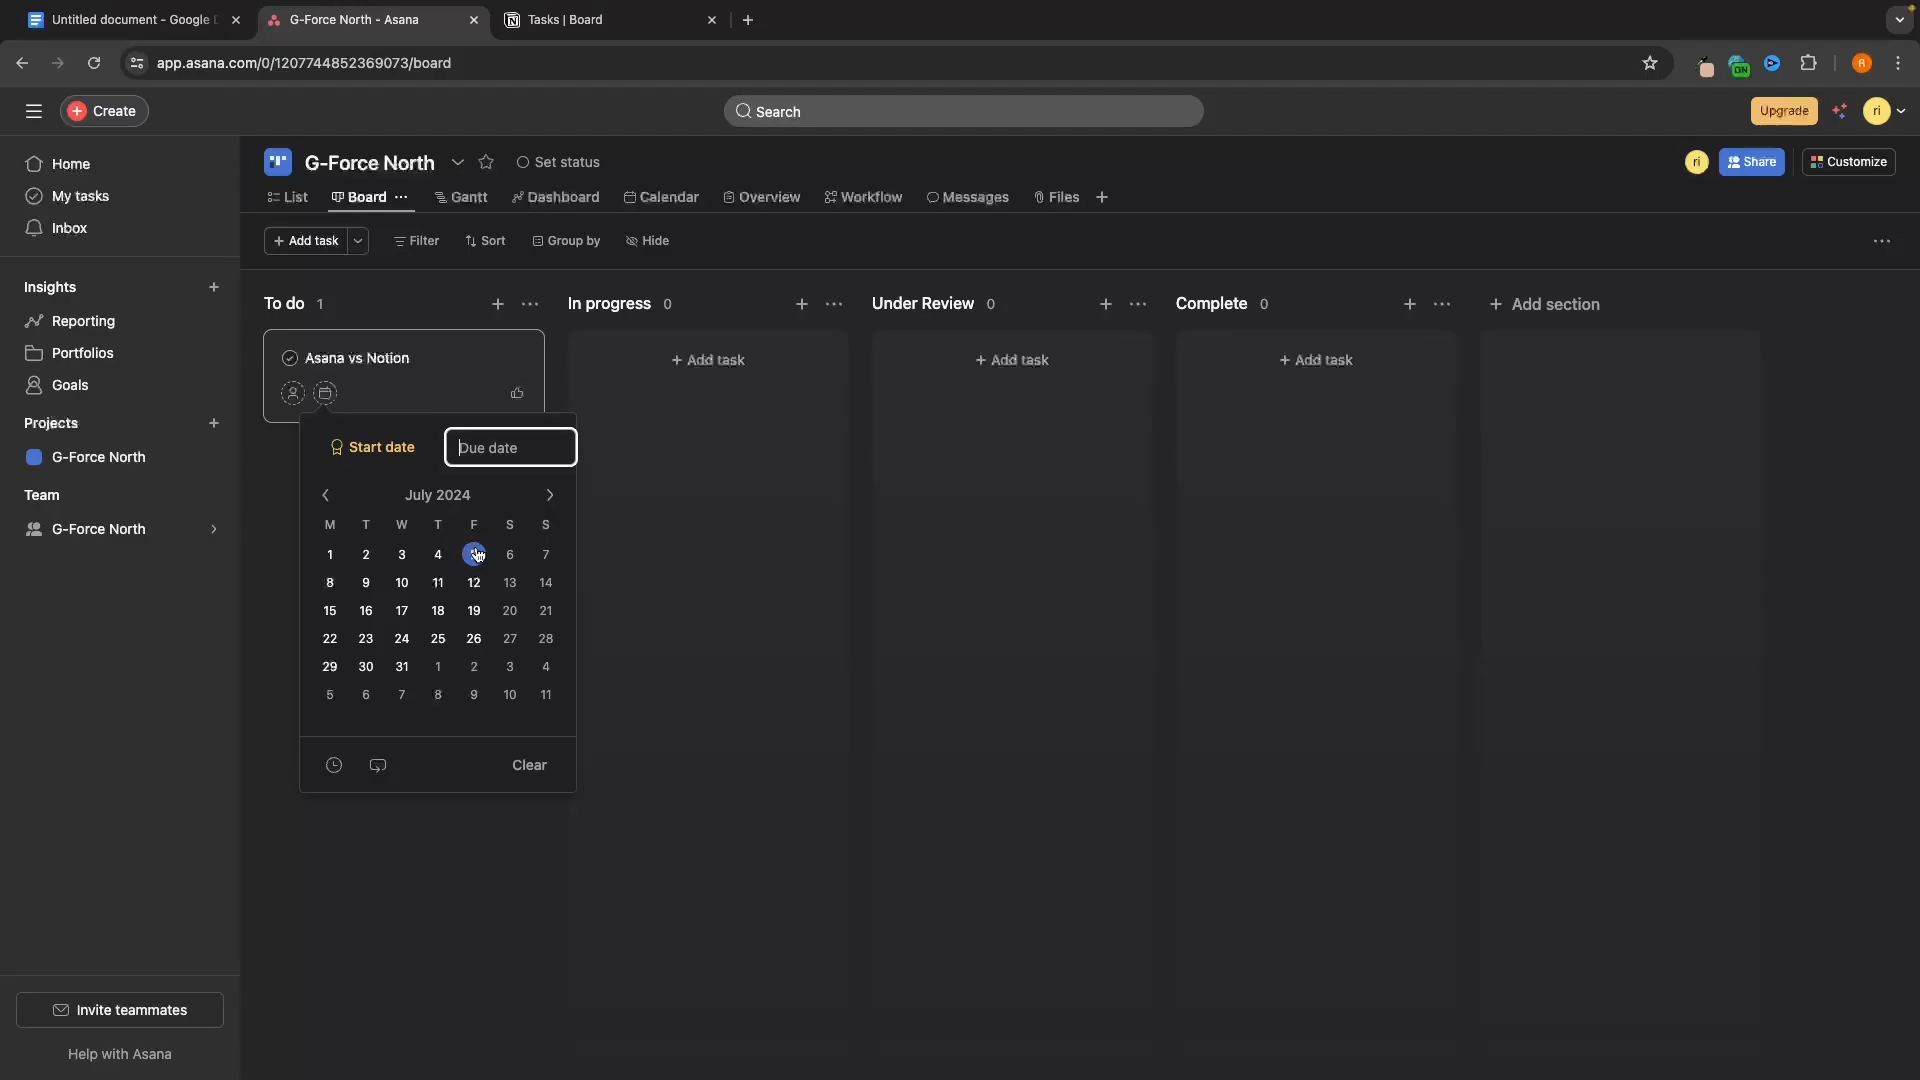 Untitled document - Google D
G-Force North - Asana
Tasks | Board
app.asana.com/0/1207744852369073/board
ON
R
Create
Search
Upgrade
ri
Home
My tasks
Inbox
Insights
Reporting
Portfolios
Goals
Projects
G-Force North
Team
G-Force North
Invite teammates
Help with Asana
G-Force North
Set status
ri
Share
Customize
List
Board
Gantt
Dashboard
Calendar
Overview
Workflow
Messages
Files
Add task
Filter
Sort
Group by
Hide
To do 1
In progress 0
Under Review 0
Complete 0
Add section
Asana vs Notion
Add task
Add task
Add task
Start date
Due date
July 2024
M T W T F S S
1 2 3 4 6 7
8 9 10 11 12 13 14
15 16 17 18 19 20 21
22 23 24 25 26 27 28
29 30 31 1 2 3 4
5 6 7 8 9 10 11
Clear